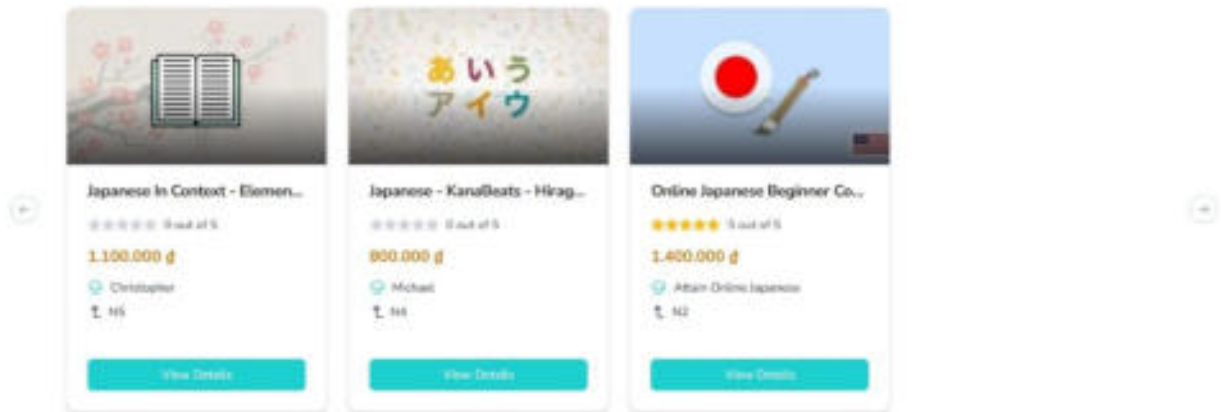 あいう
アイウ
Japanese In Context - Elemen...
0 out of 5
1.100.000 ₫
Christopher
N5
View Details
Japanese - KanaBeats - Hirag...
0 out of 5
800.000 ₫
Michael
N4
View Details
Online Japanese Beginner Co...
5 out of 5
1.400.000 ₫
Attain Online Japanese
N2
View Details